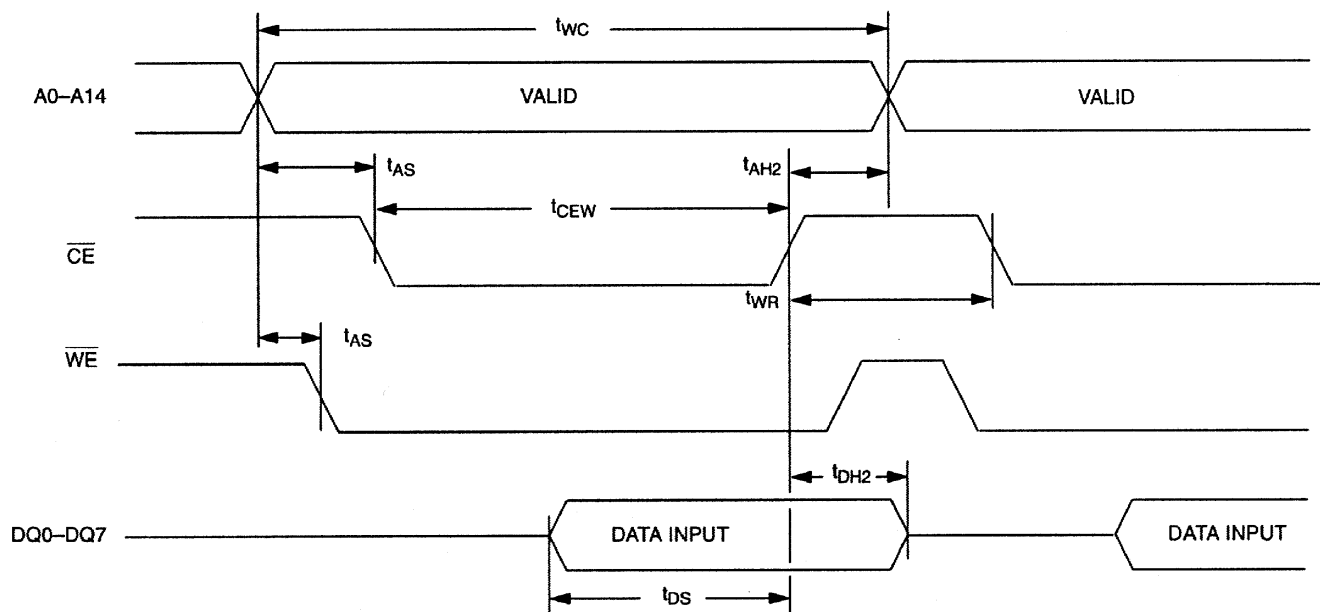 tWC
A0–A14 VALID VALID
tAS tAH2
tCEW
CE
tWR
tAS
WE
tDH2
DQ0–DQ7 DATA INPUT DATA INPUT
tDS